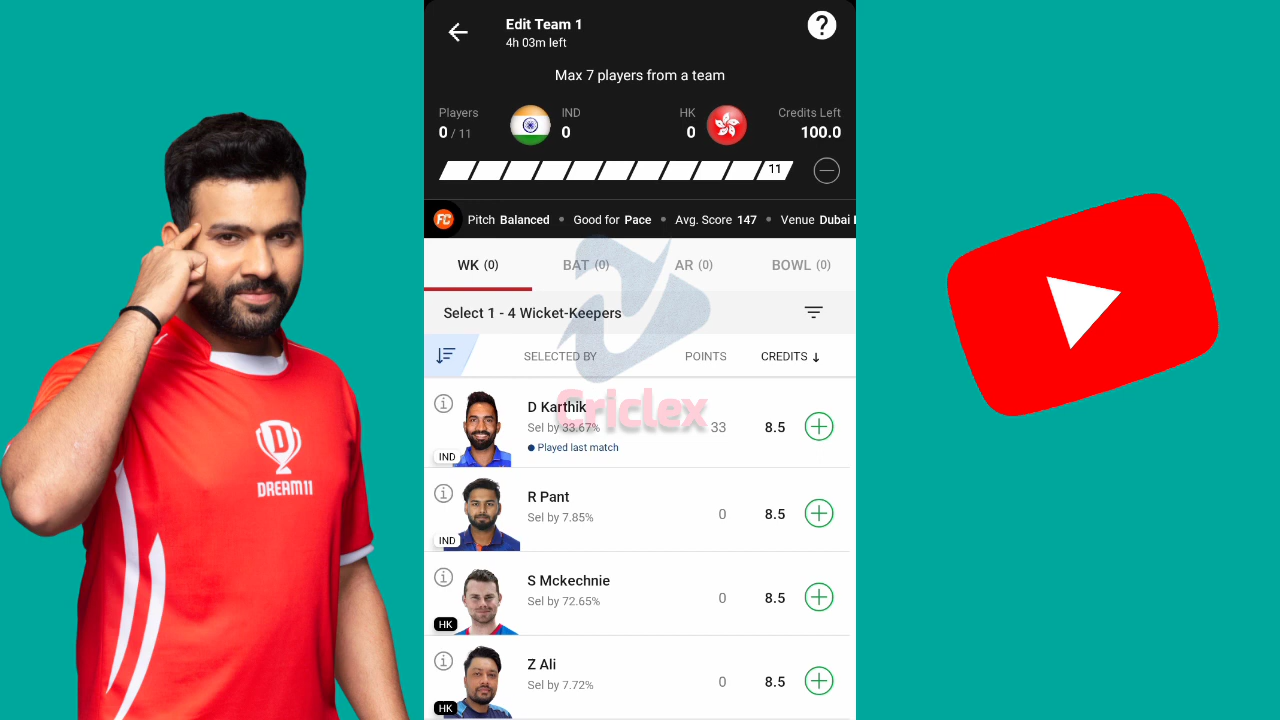 Edit Team 1
4h 03m left
?
Max 7 players from a team
Players IND HK Credits Left
0 / 11 0 0 100.0
11
FC Pitch Balanced • Good for Pace • Avg. Score 147 • Venue Dubai
WK (0) BAT (0) AR (0) BOWL (0)
Select 1 - 4 Wicket-Keepers
SELECTED BY POINTS CREDITS ↓
Criclex
D Karthik
Sel by 33.67% 33 8.5
Played last match
IND
R Pant
Sel by 7.85% 0 8.5
IND
S Mckechnie
Sel by 72.65% 0 8.5
HK
Z Ali
Sel by 7.72% 0 8.5
HK
D
DREAM11